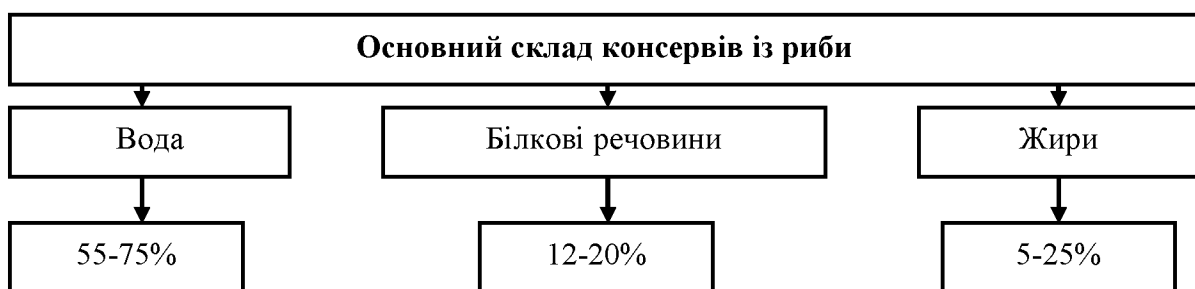 Основний склад консервів із риби
Вода
Білкові речовини
Жири
55-75%
12-20%
5-25%